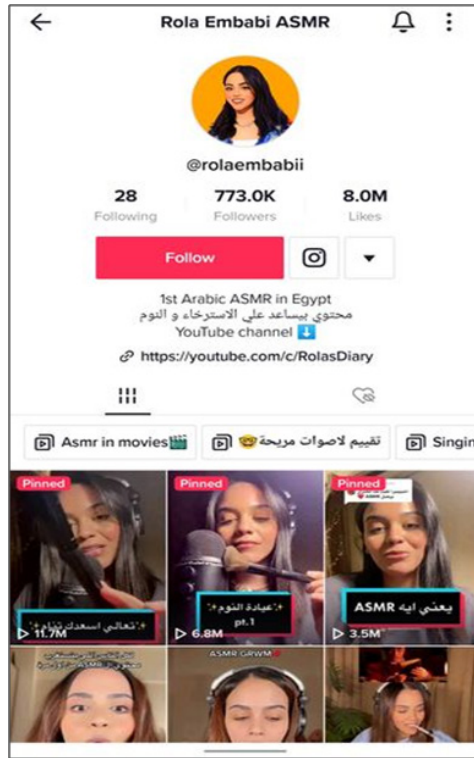 Rola Embabi ASMR
@rolaembabii
28 773.0K 8.0M
Following Followers Likes
Follow
1st Arabic ASMR in Egypt
محتوي بيساعد علي الاسترخاء و النوم
YouTube channel ⬇️
https://youtube.com/c/RolasDiary
Asmr in movies🎬 تقييم لاصوات مريحة🤓 Singin
Pinned Pinned Pinned
✨تعالي اسعدك تنام✨
11.7M
✨عيادة النوم✨
pt.1
6.8M
يعني ايه ASMR
3.5M
ASMR GRWM